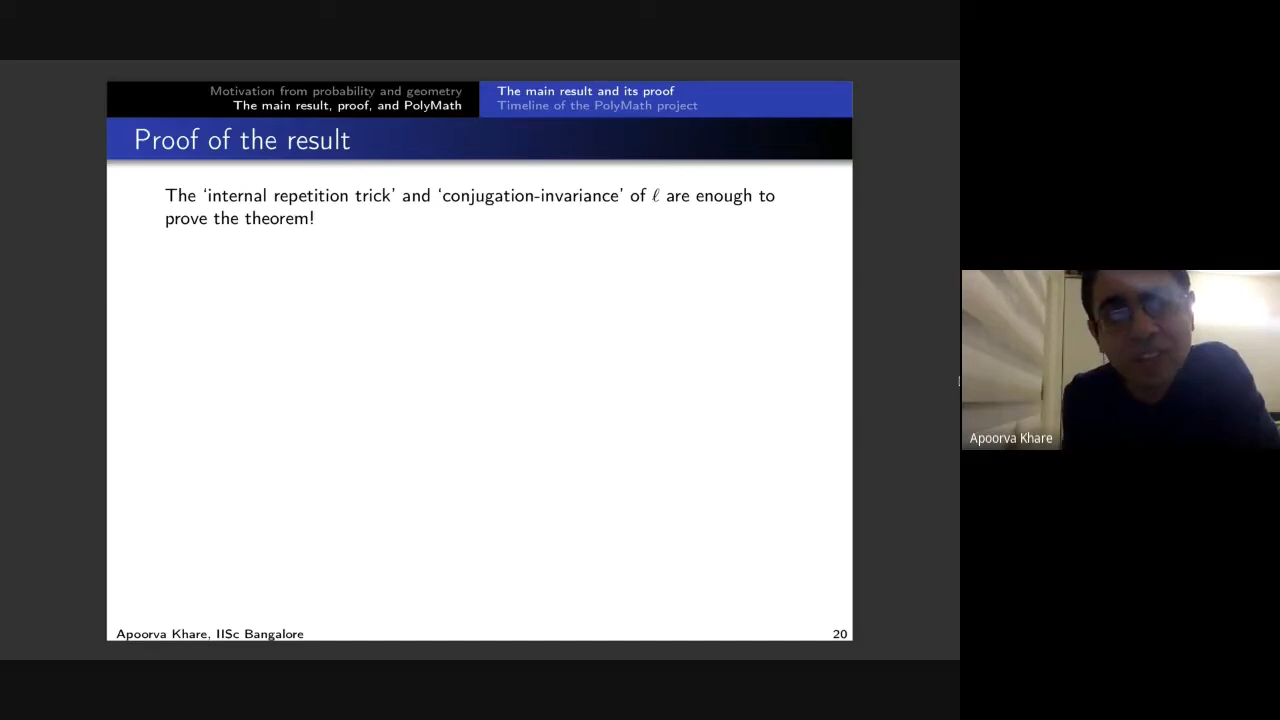 Motivation from probability and geometry
The main result, proof, and PolyMath
The main result and its proof
Timeline of the PolyMath project
Proof of the result
The ‘internal repetition trick’ and ‘conjugation-invariance’ of ℓ are enough to
prove the theorem!
Apoorva Khare, IISc Bangalore
20
Apoorva Khare